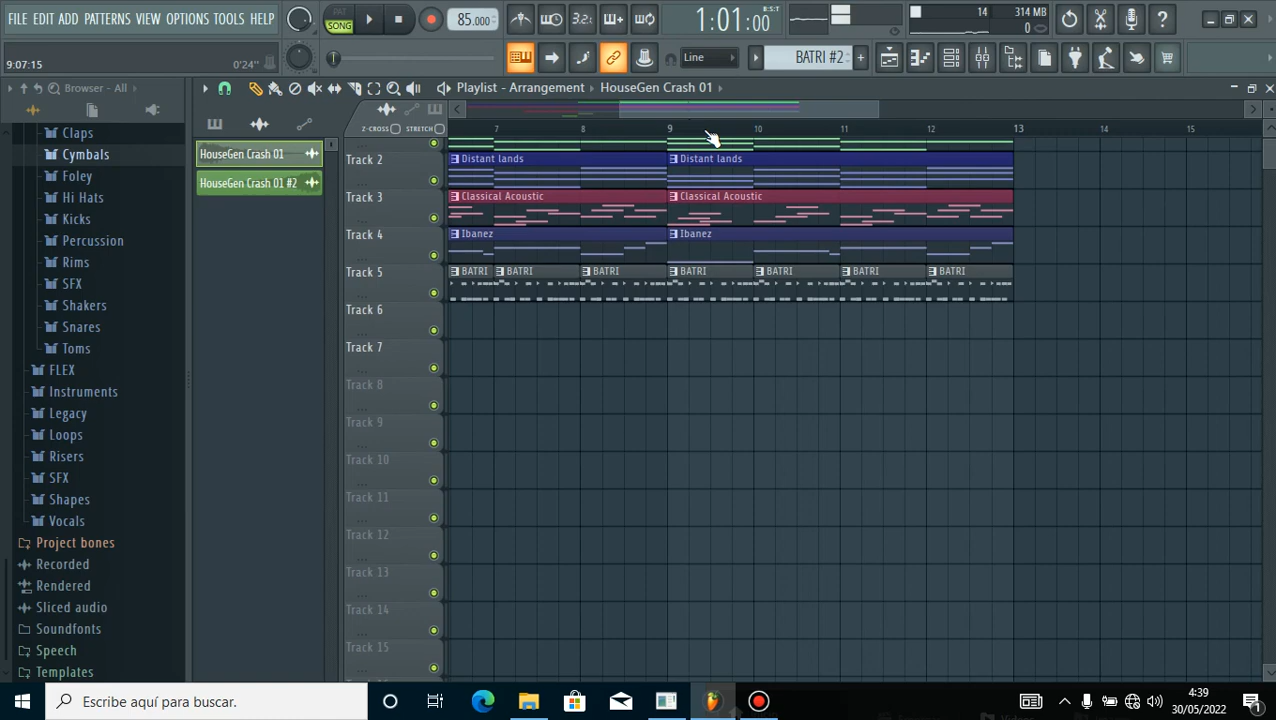 FILE EDIT ADD PATTERNS VIEW OPTIONS TOOLS HELP
PAT
SONG
85.000
3.2
1:01:00
B:S:T
14
314 MB
0
9:07:15
0'24"
Line
BATRI #2
Browser - All
Playlist - Arrangement
HouseGen Crash 01
Z-CROSS
STRETCH
7
8
9
10
11
12
13
14
15
Claps
Cymbals
Foley
Hi Hats
Kicks
Percussion
Rims
SFX
Shakers
Snares
Toms
FLEX
Instruments
Legacy
Loops
Risers
SFX
Shapes
Vocals
Project bones
Recorded
Rendered
Sliced audio
Soundfonts
Speech
Templates
HouseGen Crash 01
HouseGen Crash 01 #2
Track 2
Distant lands
Distant lands
Track 3
Classical Acoustic
Classical Acoustic
Track 4
Ibanez
Ibanez
Track 5
BATRI
BATRI
BATRI
BATRI
BATRI
BATRI
BATRI
Track 6
Track 7
Track 8
Track 9
Track 10
Track 11
Track 12
Track 13
Track 14
Track 15
Escribe aquí para buscar.
4:39
30/05/2022